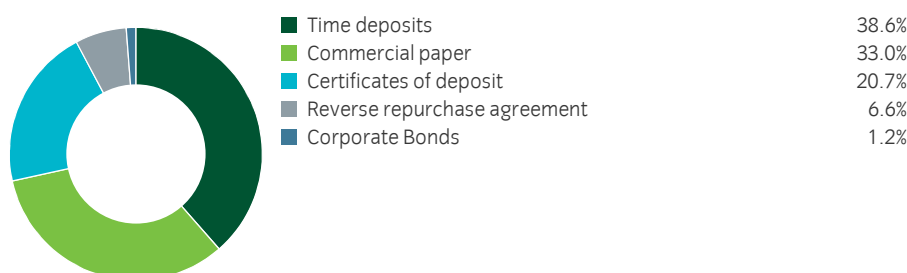 Time deposits 38.6%
Commercial paper 33.0%
Certificates of deposit 20.7%
Reverse repurchase agreement 6.6%
Corporate Bonds 1.2%